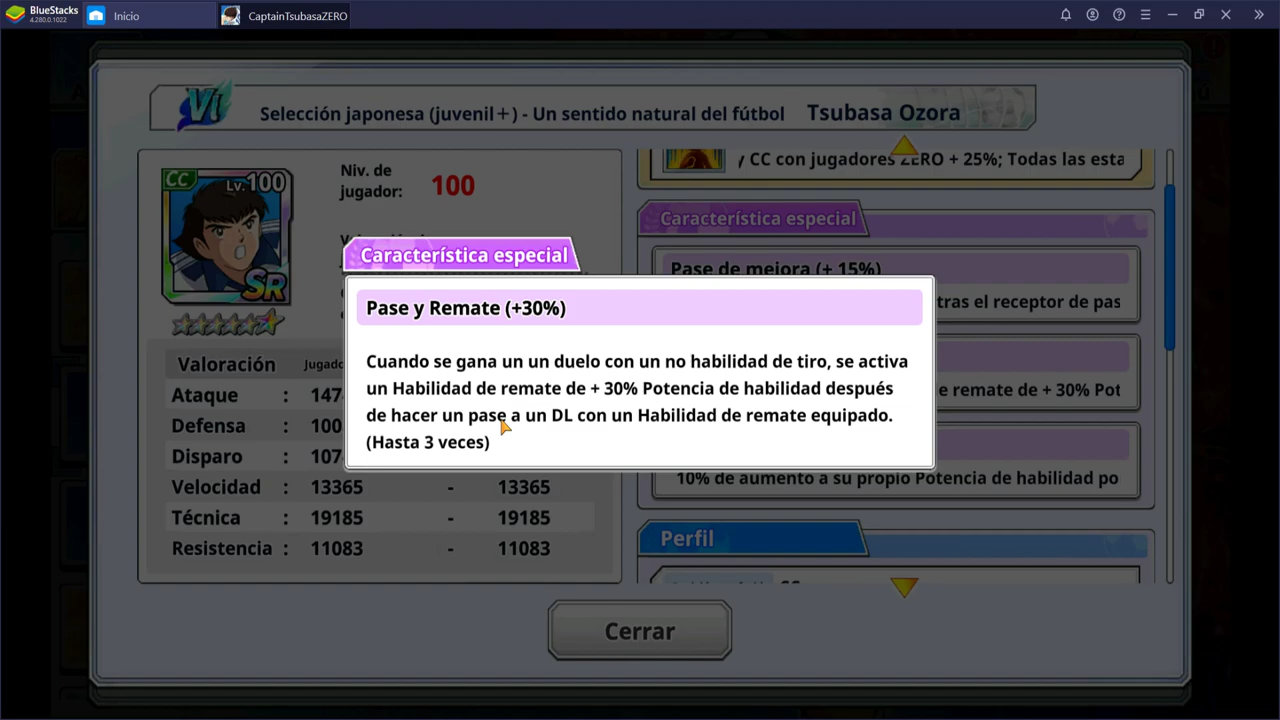 BlueStacks
4.280.0.1022
Inicio
CaptainTsubasaZERO
VI
Selección japonesa (juvenil+) - Un sentido natural del fútbol Tsubasa Ozora
CC
Lv.100
SR
Niv. de
jugador: 100
y CC con jugadores ZERO + 25%; Todas las esta
Característica especial
Pase de mejora (+ 15%)
tras el receptor de pas
e remate de + 30% Pot
10% de aumento a su propio Potencia de habilidad po
Perfil
Característica especial
Pase y Remate (+30%)
Cuando se gana un un duelo con un no habilidad de tiro, se activa
un Habilidad de remate de + 30% Potencia de habilidad después
de hacer un pase a un DL con un Habilidad de remate equipado.
(Hasta 3 veces)
Valoración Jugado
Ataque : 147
Defensa : 100
Disparo : 107
Velocidad : 13365 - 13365
Técnica : 19185 - 19185
Resistencia : 11083 - 11083
Cerrar